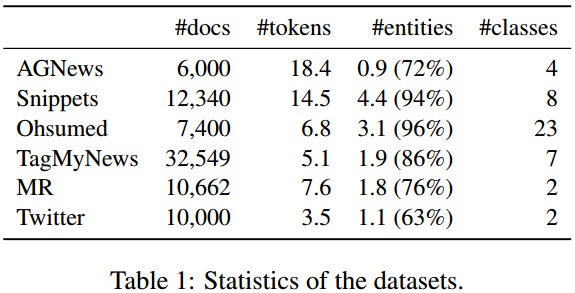 #docs #tokens #entities #classes
AGNews 6,000 18.4 0.9 (72%) 4
Snippets 12,340 14.5 4.4 (94%) 8
Ohsumed 7,400 6.8 3.1 (96%) 23
TagMyNews 32,549 5.1 1.9 (86%) 7
MR 10,662 7.6 1.8 (76%) 2
Twitter 10,000 3.5 1.1 (63%) 2
Table 1: Statistics of the datasets.